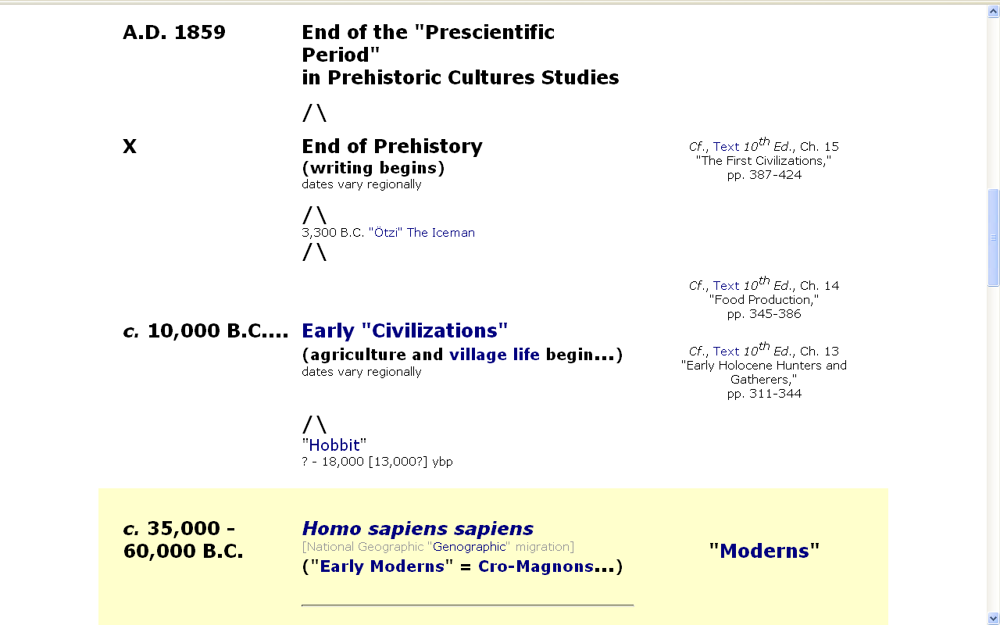 A.D. 1859
End of the "Prescientific
Period"
in Prehistoric Cultures Studies
/\
X
End of Prehistory
(writing begins)
dates vary regionally
Cf., Text 10th Ed., Ch. 15
"The First Civilizations,"
pp. 387-424
/\
3,300 B.C. "Ötzi" The Iceman
/\
Cf., Text 10th Ed., Ch. 14
"Food Production,"
pp. 345-386
c. 10,000 B.C....
Early "Civilizations"
(agriculture and village life begin...)
dates vary regionally
Cf., Text 10th Ed., Ch. 13
"Early Holocene Hunters and
Gatherers,"
pp. 311-344
/\
"Hobbit"
? - 18,000 [13,000?] ybp
c. 35,000 -
60,000 B.C.
Homo sapiens sapiens
[National Geographic "Genographic" migration]
("Early Moderns" = Cro-Magnons...)
"Moderns"